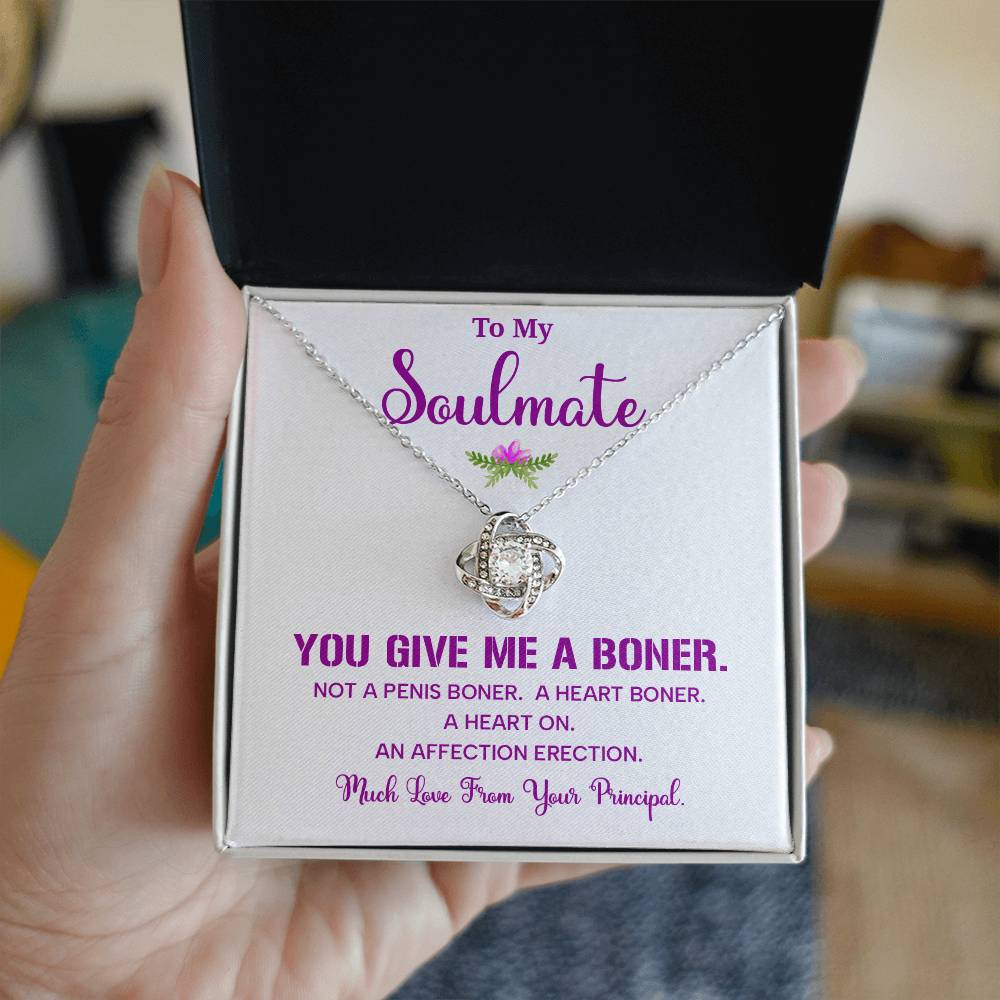 To My
Soulmate
YOU GIVE ME A BONER.
NOT A PENIS BONER. A HEART BONER.
A HEART ON.
AN AFFECTION ERECTION.
Much Love From Your Principal.